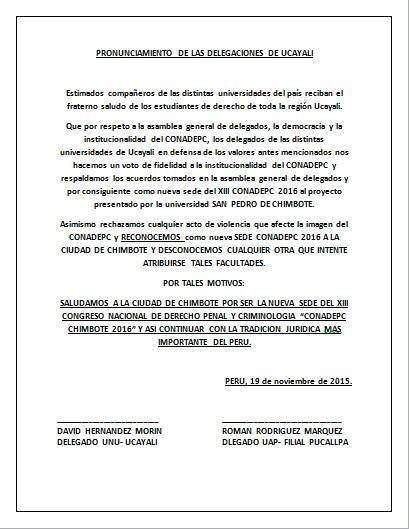 PRONUNCIAMIENTO DE LAS DELEGACIONES DE UCAYALI
Estimados compañeros de las distintas universidades del país reciban el
fraterno saludo de los estudiantes de derecho de toda la región Ucayali.
Que por respeto a la asamblea general de delegados, la democracia y la
institucionalidad del CONADEPC, los delegados de las distintas
universidades de Ucayali en defensa de los valores antes mencionados nos
hacemos un voto de fidelidad a la institucionalidad del CONADEPC y
respaldamos los acuerdos tomados en la asamblea general de delegados y
por consiguiente como nueva sede del XIII CONADEPC 2016 al proyecto
presentado por la universidad SAN PEDRO DE CHIMBOTE.
Asimismo rechazamos cualquier acto de violencia que afecte la imagen del
CONADEPC y RECONOCEMOS como nueva SEDE CONADEPC 2016 A LA
CIUDAD DE CHIMBOTE Y DESCONOCEMOS CUALQUIER OTRA QUE INTENTE
ATRIBUIRSE TALES FACULTADES.
POR TALES MOTIVOS:
SALUDAMOS A LA CIUDAD DE CHIMBOTE POR SER LA NUEVA SEDE DEL XIII
CONGRESO NACIONAL DE DERECHO PENAL Y CRIMINOLOGIA "CONADEPC
CHIMBOTE 2016" Y ASI CONTINUAR CON LA TRADICION JURIDICA MAS
IMPORTANTE DEL PERU.
PERU, 19 de noviembre de 2015.
DAVID HERNANDEZ MORIN ROMAN RODRIGUEZ MARQUEZ
DELEGADO UNU- UCAYALI DLEGADO UAP- FILIAL PUCALLPA